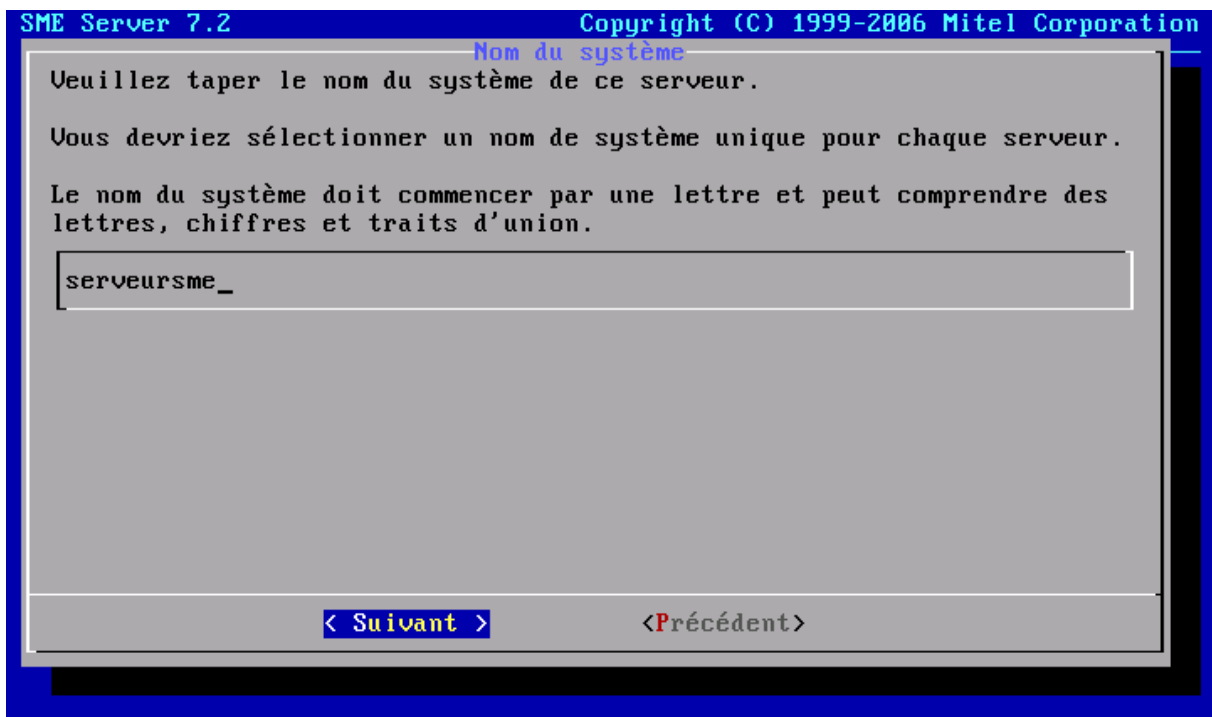 SME Server 7.2 Copyright (C) 1999-2006 Mitel Corporation
Nom du système
Veuillez taper le nom du système de ce serveur.
Vous devriez sélectionner un nom de système unique pour chaque serveur.
Le nom du système doit commencer par une lettre et peut comprendre des
lettres, chiffres et traits d'union.
serveursme_
< Suivant > <Précédent>